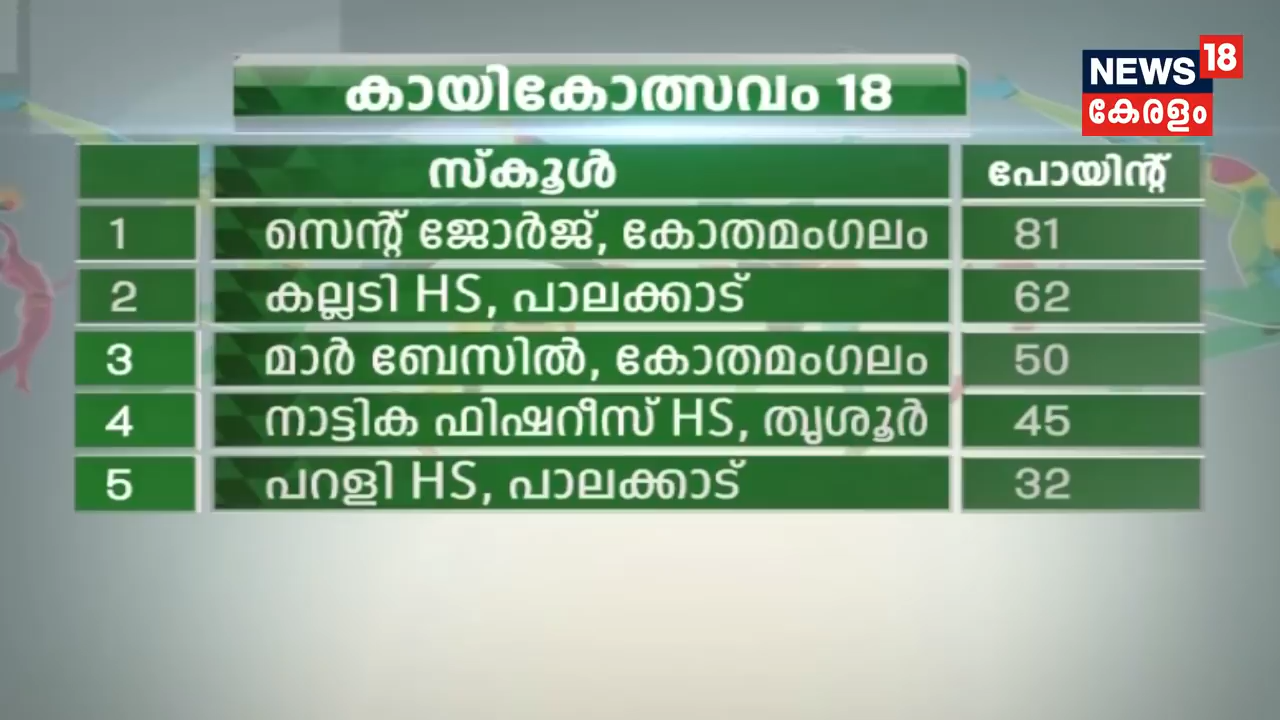 NEWS 18
കേരളം
കായികോത്സവം 18
സ്കൂൾ പോയിന്റ്
1 സെന്റ് ജോർജ്, കോതമംഗലം 81
2 കല്ലടി HS, പാലക്കാട് 62
3 മാർ ബേസിൽ, കോതമംഗലം 50
4 നാട്ടിക ഫിഷറീസ് HS, തൃശൂർ 45
5 പറളി HS, പാലക്കാട് 32